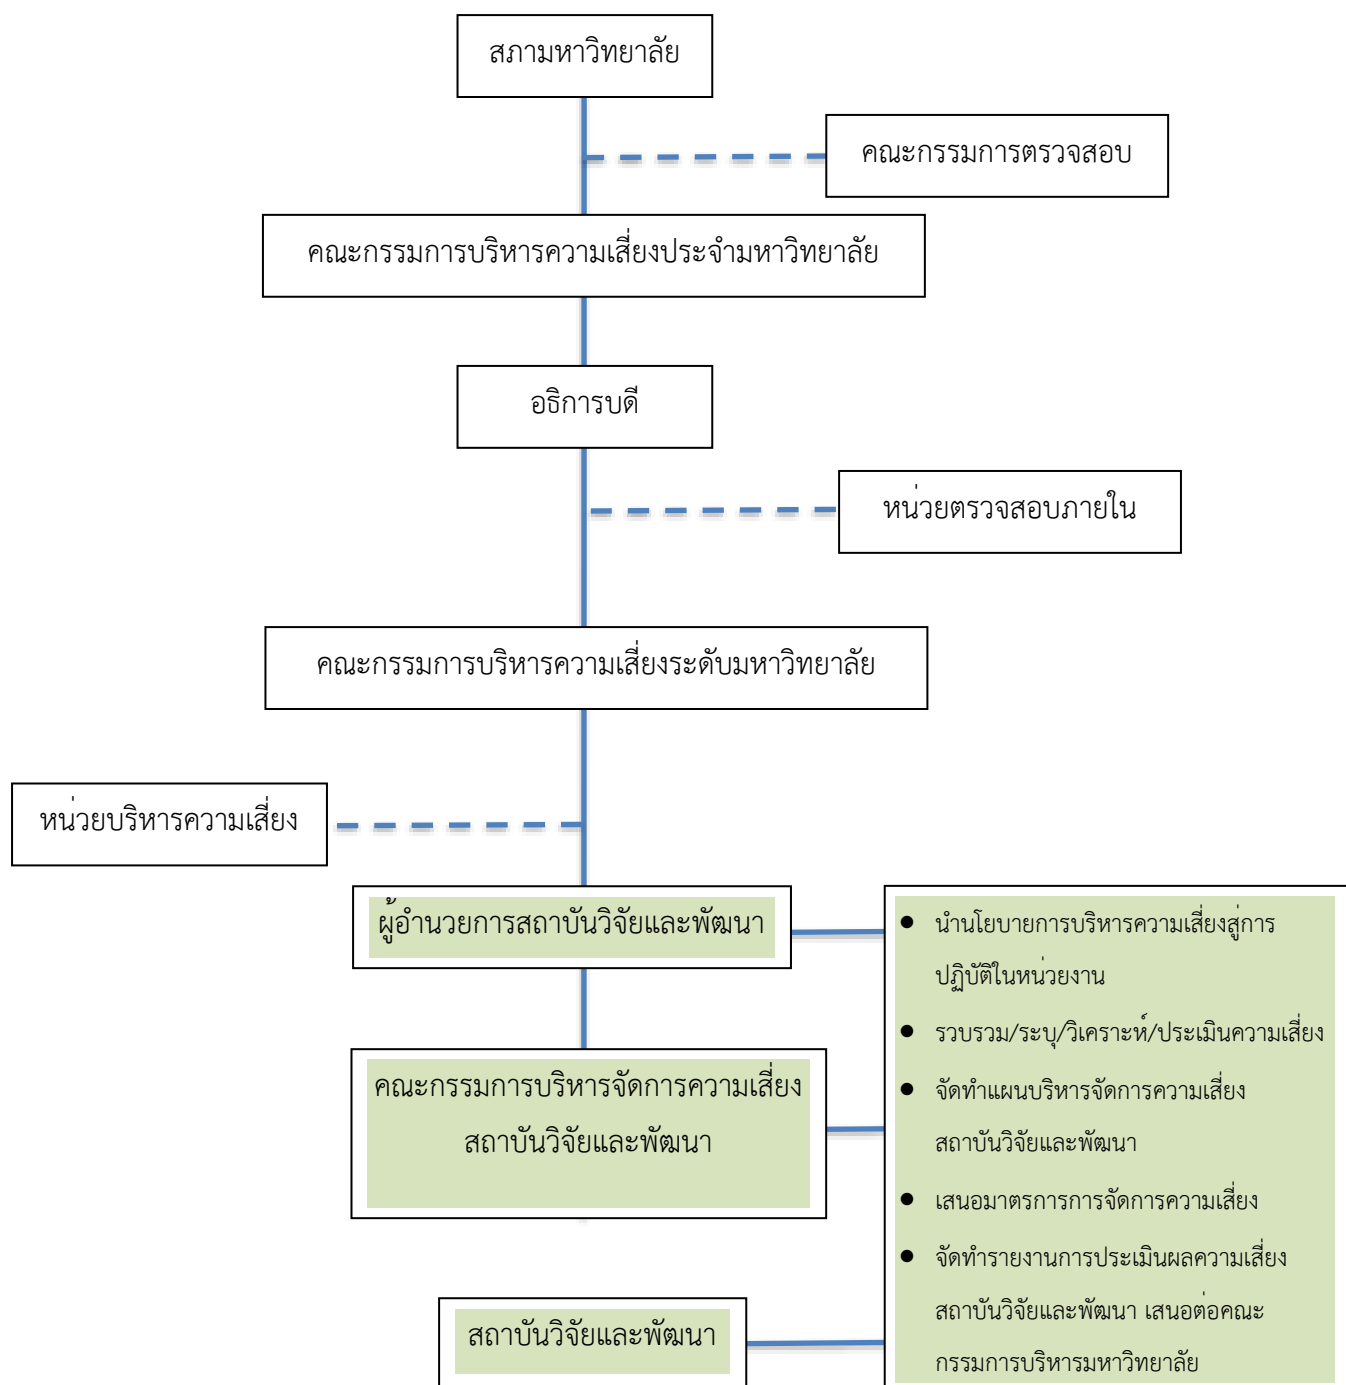 สภามหาวิทยาลัย
คณะกรรมการตรวจสอบ
คณะกรรมการบริหารความเสี่ยงประจำมหาวิทยาลัย
อธิการบดี
หน่วยตรวจสอบภายใน
คณะกรรมการบริหารความเสี่ยงระดับมหาวิทยาลัย
หน่วยบริหารความเสี่ยง
ผู้อำนวยการสถาบันวิจัยและพัฒนา
คณะกรรมการบริหารจัดการความเสี่ยง
สถาบันวิจัยและพัฒนา
สถาบันวิจัยและพัฒนา
● นำนโยบายการบริหารความเสี่ยงสู่การ
ปฏิบัติในหน่วยงาน
● รวบรวม/ระบุ/วิเคราะห์/ประเมินความเสี่ยง
● จัดทำแผนบริหารจัดการความเสี่ยง
สถาบันวิจัยและพัฒนา
● เสนอมาตรการการจัดการความเสี่ยง
● จัดทำรายงานการประเมินผลความเสี่ยง
สถาบันวิจัยและพัฒนา เสนอต่อคณะ
กรรมการบริหารมหาวิทยาลัย